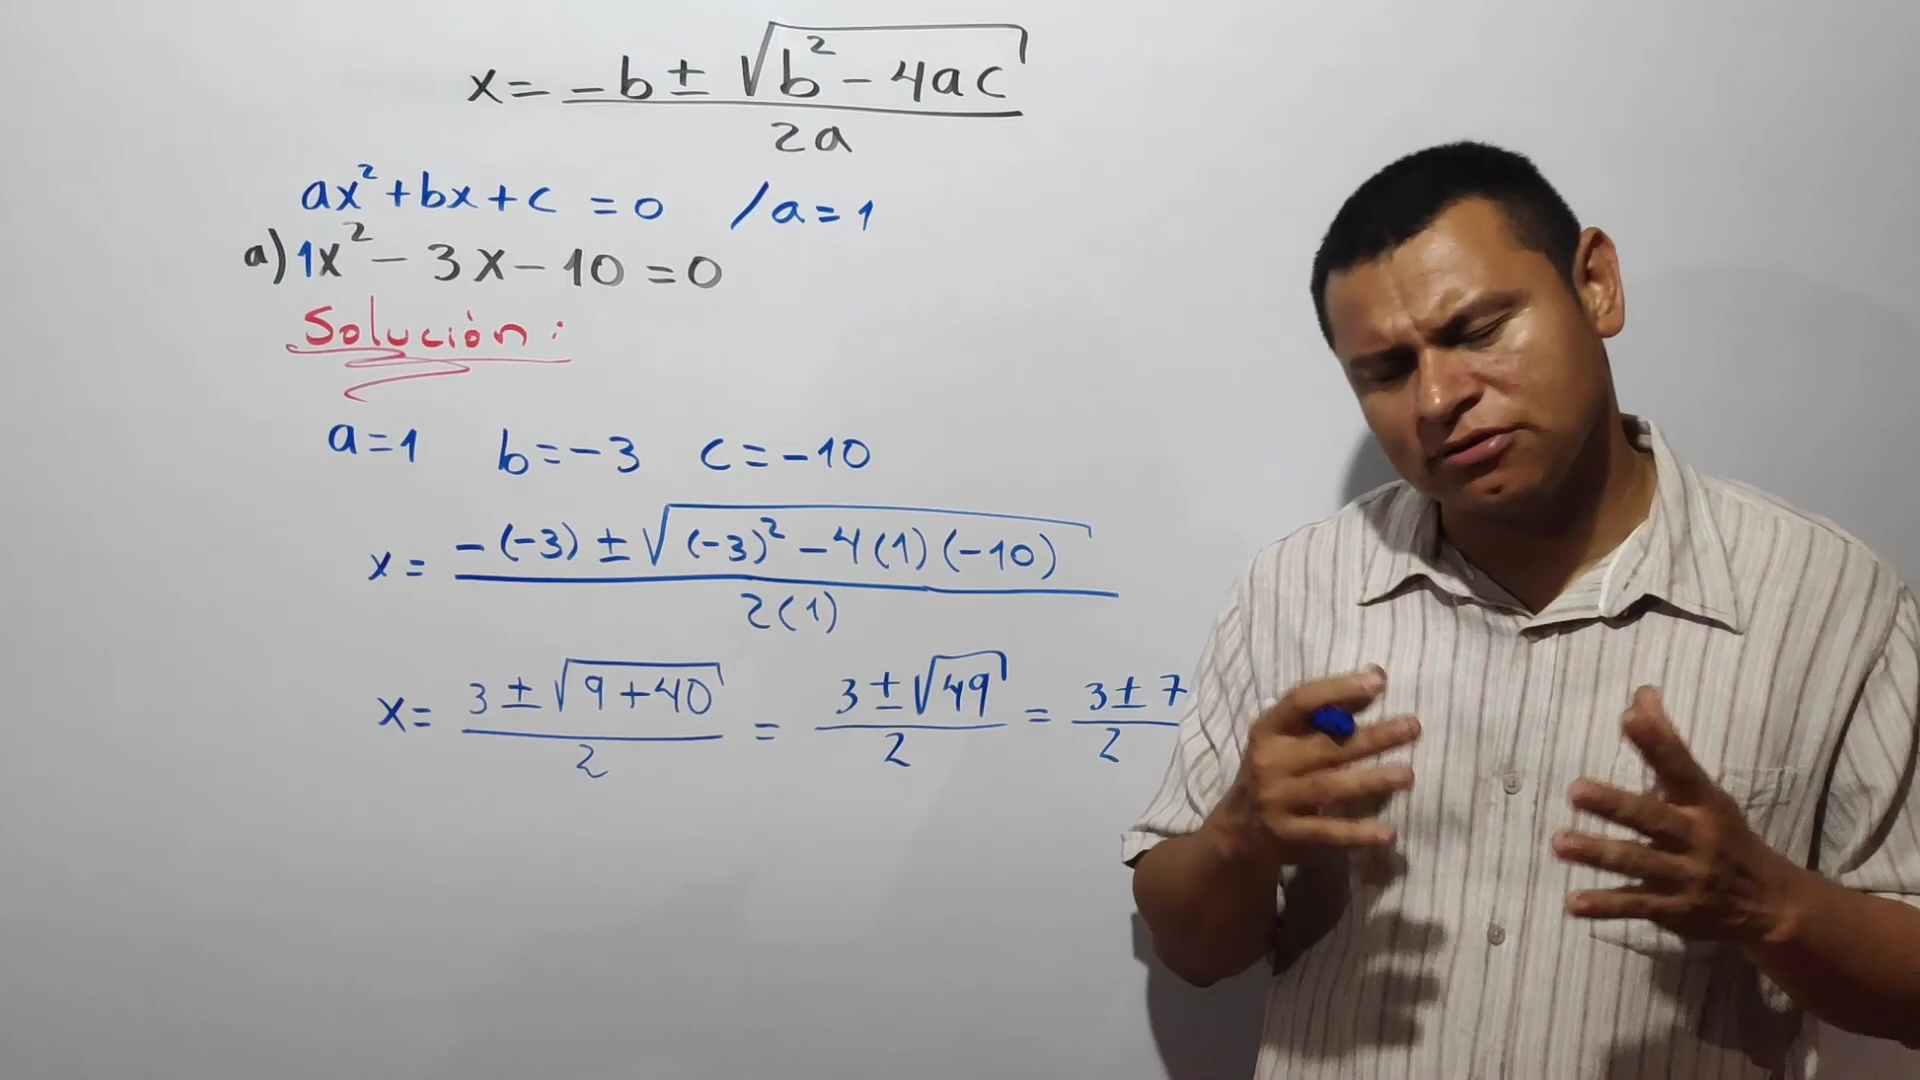 x = -b ± √b² - 4ac / 2a
ax² + bx + c = 0 / a = 1
a) 1x² - 3x - 10 = 0
Solución:
a = 1 b = -3 c = -10
x = -(-3) ± √(-3)² - 4(1)(-10) / 2(1)
x = 3 ± √9 + 40 / 2 = 3 ± √49 / 2 = 3 ± 7 / 2